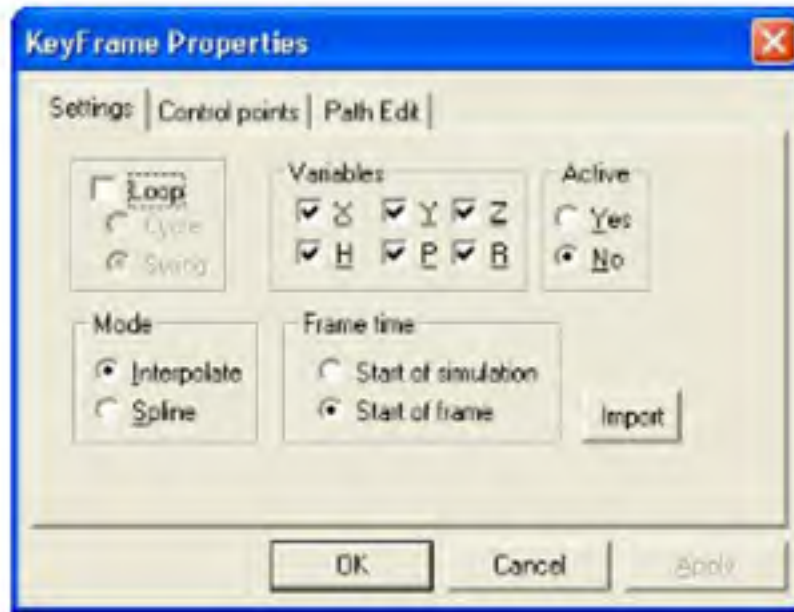 KeyFrame Properties
Settings Control points Path Edit
Loop
Cycle
Swing
Variables
X Y Z
H P R
Active
Yes
No
Mode
Interpolate
Spline
Frame time
Start of simulation
Start of frame
Import
OK Cancel Apply